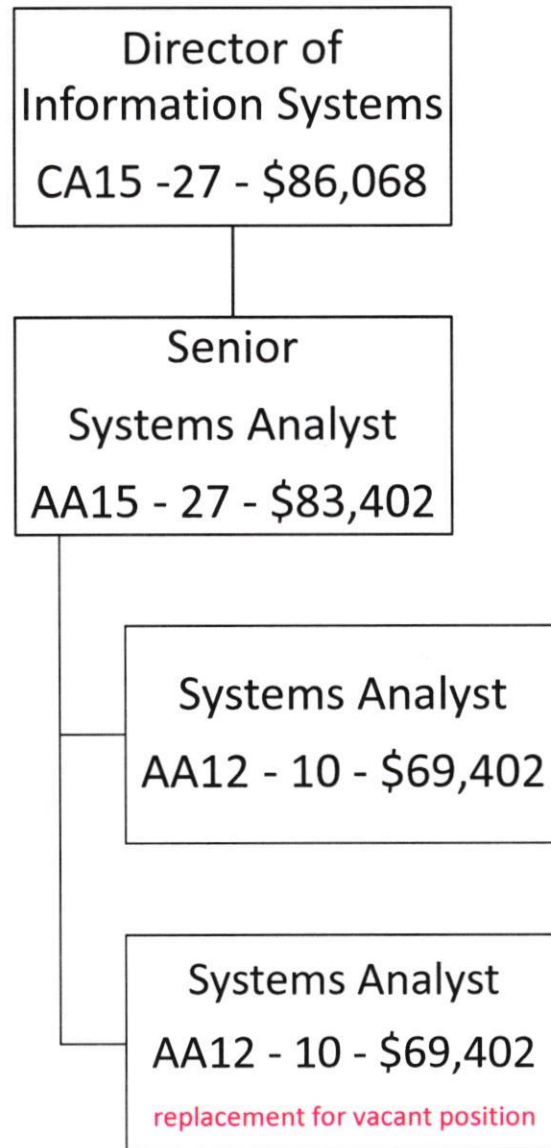 Director of
Information Systems
CA15 -27 - $86,068
Senior
Systems Analyst
AA15 - 27 - $83,402
Systems Analyst
AA12 - 10 - $69,402
Systems Analyst
AA12 - 10 - $69,402
replacement for vacant position